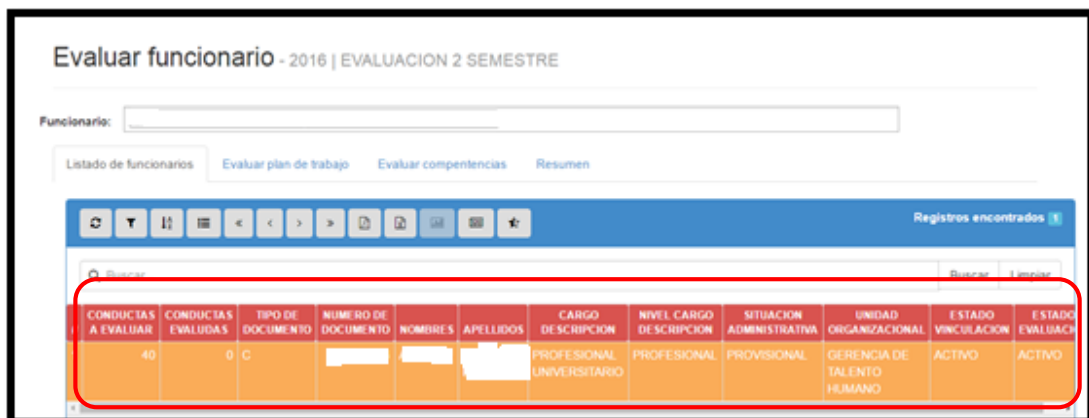 Evaluar funcionario - 2016 | EVALUACION 2 SEMESTRE
Funcionario:
Listado de funcionarios Evaluar plan de trabajo Evaluar compentencias Resumen
Registros encontrados 1
Buscar Buscar Limpiar
CONDUCTAS A EVALUAR CONDUCTAS EVALUDAS TIPO DE DOCUMENTO NUMERO DE DOCUMENTO NOMBRES APELLIDOS CARGO DESCRIPCION NIVEL CARGO DESCRIPCION SITUACION ADMINISTRATIVA UNIDAD ORGANIZACIONAL ESTADO VINCULACION ESTADO EVALUACI
40 0 C PROFESIONAL UNIVERSITARIO PROFESIONAL PROVISIONAL GERENCIA DE TALENTO HUMANO ACTIVO ACTIVO